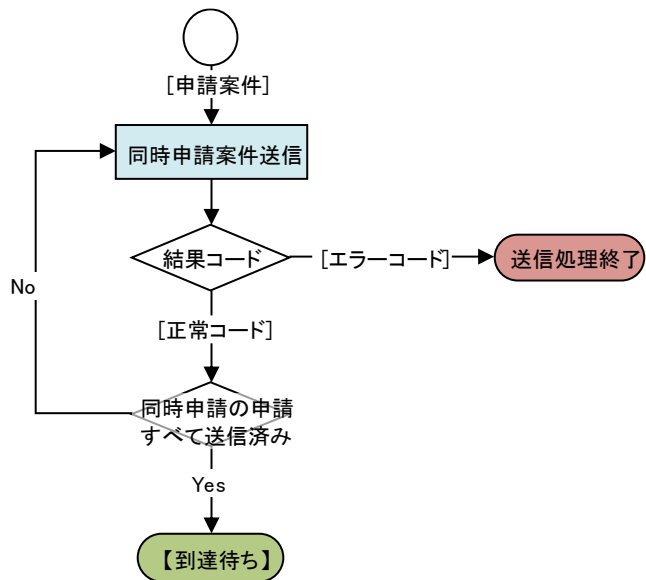 [申請案件]
同時申請案件送信
結果コード
[エラーコード]
送信処理終了
No
[正常コード]
同時申請の申請
すべて送信済み
Yes
【到達待ち】